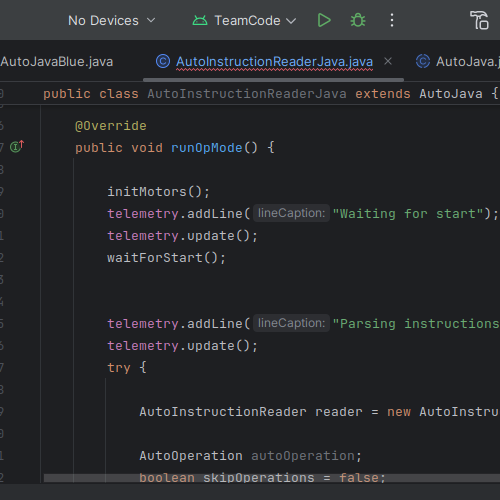 No Devices TeamCode
AutoJavaBlue.java AutoInstructionReaderJava.java AutoJava.j
public class AutoInstructionReaderJava extends AutoJava {
@Override
public void runOpMode() {
initMotors();
telemetry.addLine( lineCaption: "Waiting for start");
telemetry.update();
waitForStart();
telemetry.addLine( lineCaption: "Parsing instructions
telemetry.update();
try {
AutoInstructionReader reader = new AutoInstru
AutoOperation autoOperation;
boolean skipOperations = false;